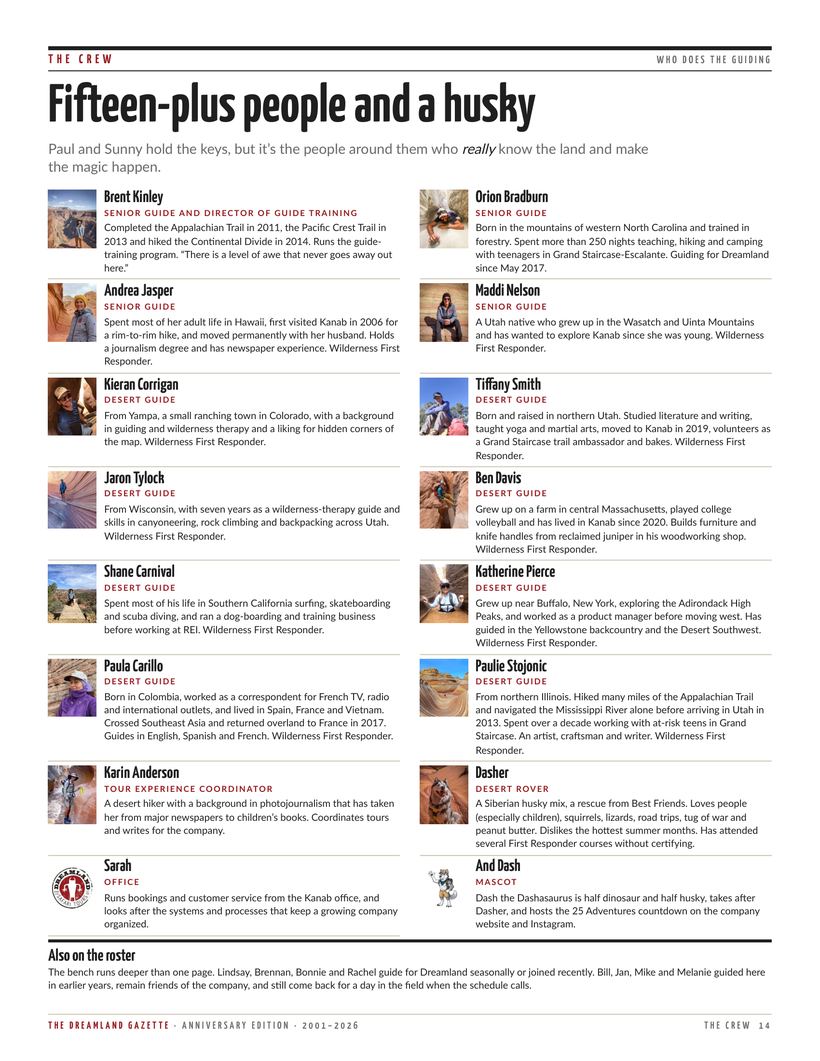 THE CREW
WHO DOES THE GUIDING
Fifteen-plus people and a husky
Paul and Sunny hold the keys, but it’s the people around them who really know the land and make
the magic happen.
Brent Kinley
SENIOR GUIDE AND DIRECTOR OF GUIDE TRAINING
Completed the Appalachian Trail in 2011, the Pacific Crest Trail in
2013 and hiked the Continental Divide in 2014. Runs the guide-
training program. “There is a level of awe that never goes away out
here.”
Orion Bradburn
SENIOR GUIDE
Born in the mountains of western North Carolina and trained in
forestry. Spent more than 250 nights teaching, hiking and camping
with teenagers in Grand Staircase-Escalante. Guiding for Dreamland
since May 2017.
Andrea Jasper
SENIOR GUIDE
Spent most of her adult life in Hawaii, first visited Kanab in 2006 for
a rim-to-rim hike, and moved permanently with her husband. Holds
a journalism degree and has newspaper experience. Wilderness First
Responder.
Maddi Nelson
SENIOR GUIDE
A Utah native who grew up in the Wasatch and Uinta Mountains
and has wanted to explore Kanab since she was young. Wilderness
First Responder.
Kieran Corrigan
DESERT GUIDE
From Yampa, a small ranching town in Colorado, with a background
in guiding and wilderness therapy and a liking for hidden corners of
the map. Wilderness First Responder.
Tiffany Smith
DESERT GUIDE
Born and raised in northern Utah. Studied literature and writing,
taught yoga and martial arts, moved to Kanab in 2019, volunteers as
a Grand Staircase trail ambassador and bakes. Wilderness First
Responder.
Jaron Tylock
DESERT GUIDE
From Wisconsin, with seven years as a wilderness-therapy guide and
skills in canyoneering, rock climbing and backpacking across Utah.
Wilderness First Responder.
Ben Davis
DESERT GUIDE
Grew up on a farm in central Massachusetts, played college
volleyball and has lived in Kanab since 2020. Builds furniture and
knife handles from reclaimed juniper in his woodworking shop.
Wilderness First Responder.
Shane Carnival
DESERT GUIDE
Spent most of his life in Southern California surfing, skateboarding
and scuba diving, and ran a dog-boarding and training business
before working at REI. Wilderness First Responder.
Katherine Pierce
DESERT GUIDE
Grew up near Buffalo, New York, exploring the Adirondack High
Peaks, and worked as a product manager before moving west. Has
guided in the Yellowstone backcountry and the Desert Southwest.
Wilderness First Responder.
Paula Carillo
DESERT GUIDE
Born in Colombia, worked as a correspondent for French TV, radio
and international outlets, and lived in Spain, France and Vietnam.
Crossed Southeast Asia and returned overland to France in 2017.
Guides in English, Spanish and French. Wilderness First Responder.
Paulie Stojonic
DESERT GUIDE
From northern Illinois. Hiked many miles of the Appalachian Trail
and navigated the Mississippi River alone before arriving in Utah in
2013. Spent over a decade working with at-risk teens in Grand
Staircase. An artist, craftsman and writer. Wilderness First
Responder.
Karin Anderson
TOUR EXPERIENCE COORDINATOR
A desert hiker with a background in photojournalism that has taken
her from major newspapers to children’s books. Coordinates tours
and writes for the company.
Dasher
DESERT ROVER
A Siberian husky mix, a rescue from Best Friends. Loves people
(especially children), squirrels, lizards, road trips, tug of war and
peanut butter. Dislikes the hottest summer months. Has attended
several First Responder courses without certifying.
DREAMLAND
SAFARI TOURS
Sarah
OFFICE
Runs bookings and customer service from the Kanab office, and
looks after the systems and processes that keep a growing company
organized.
And Dash
MASCOT
Dash the Dashasaurus is half dinosaur and half husky, takes after
Dasher, and hosts the 25 Adventures countdown on the company
website and Instagram.
Also on the roster
The bench runs deeper than one page. Lindsay, Brennan, Bonnie and Rachel guide for Dreamland seasonally or joined recently. Bill, Jan, Mike and Melanie guided here
in earlier years, remain friends of the company, and still come back for a day in the field when the schedule calls.
THE DREAMLAND GAZETTE · ANNIVERSARY EDITION · 2001–2026
THE CREW 14